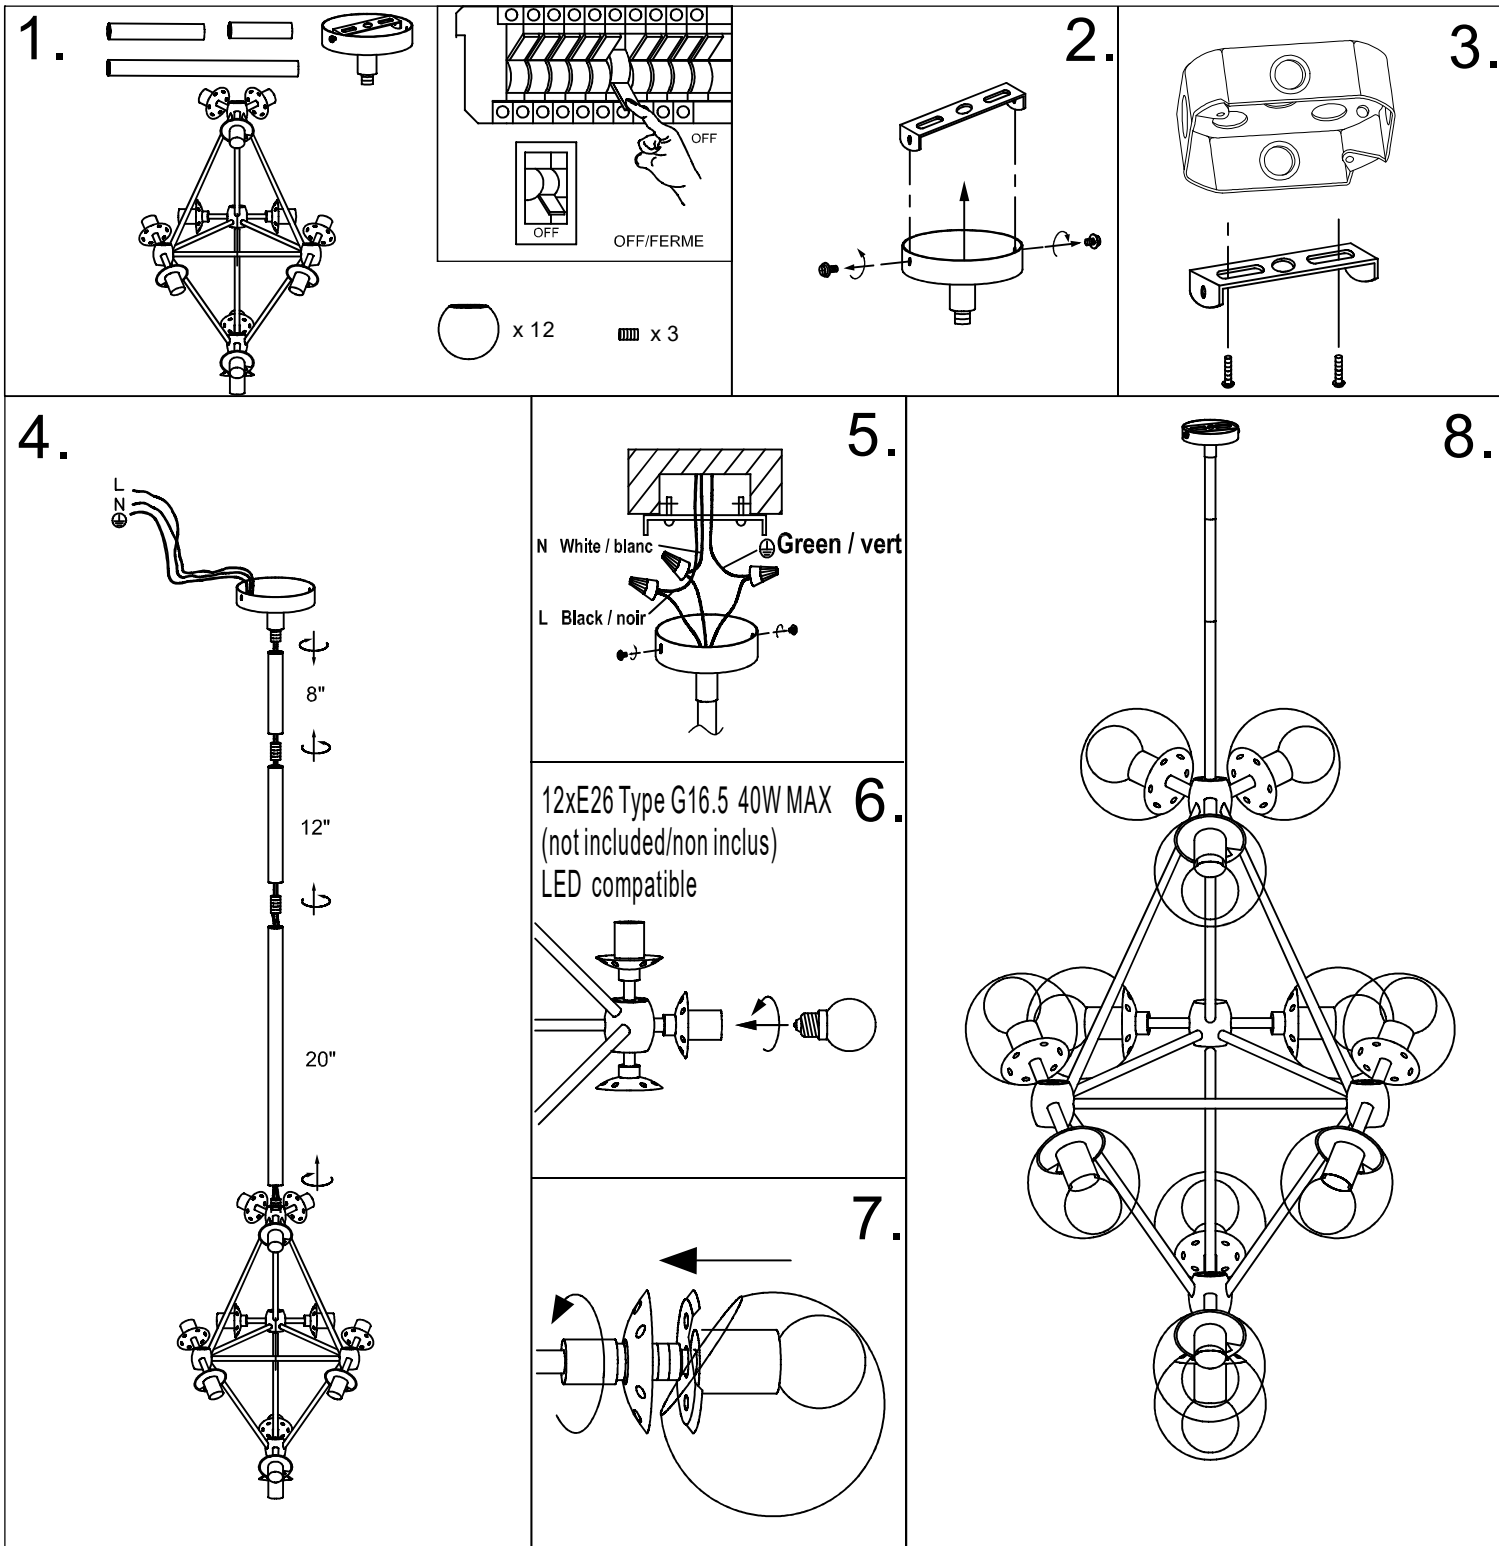 1.
OFF
OFF
OFF/FERME
x 12
x 3
2.
3.
4.
L
N
8"
12"
20"
5.
N White / blanc
Green / vert
L Black / noir
6.
12xE26 Type G16.5 40W MAX
(not included/non inclus)
LED compatible
7.
8.